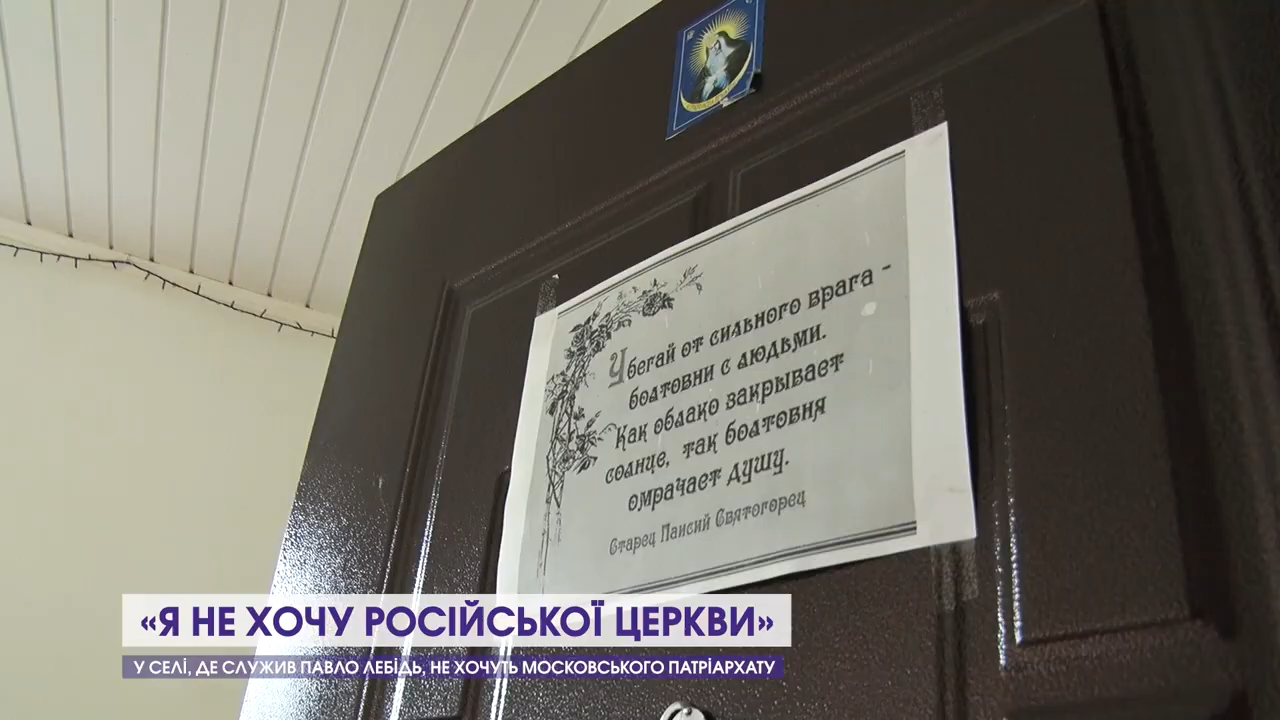 Убегай от сильного врага -
болтовни с людьми.
Как облако закрывает
солнце, так болтовня
омрачает душу.
Старец Паисий Святогорец
«Я НЕ ХОЧУ РОСІЙСЬКОЇ ЦЕРКВИ»
У СЕЛІ, ДЕ СЛУЖИВ ПАВЛО ЛЕБІДЬ, НЕ ХОЧУТЬ МОСКОВСЬКОГО ПАТРІАРХАТУ